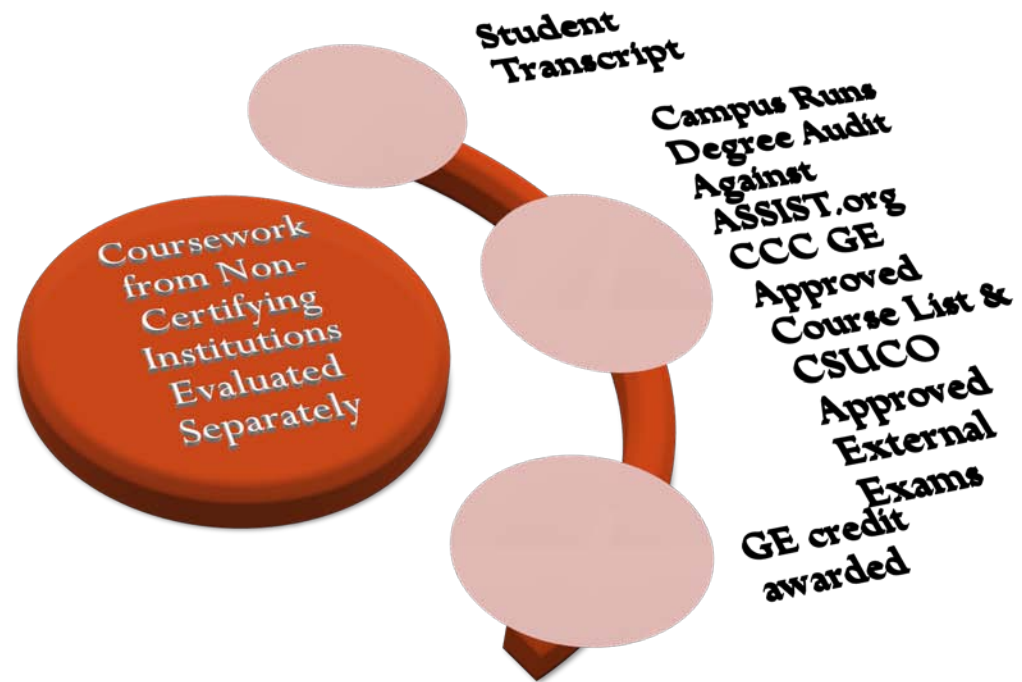 Student
Transcript
Campus Runs
Degree Audit
Against
ASSIST.org
CCC GE
Approved
Course List &
CSUCO
Approved
External
Exams
GE credit
awarded
Coursework
from Non-
Certifying
Institutions
Evaluated
Separately